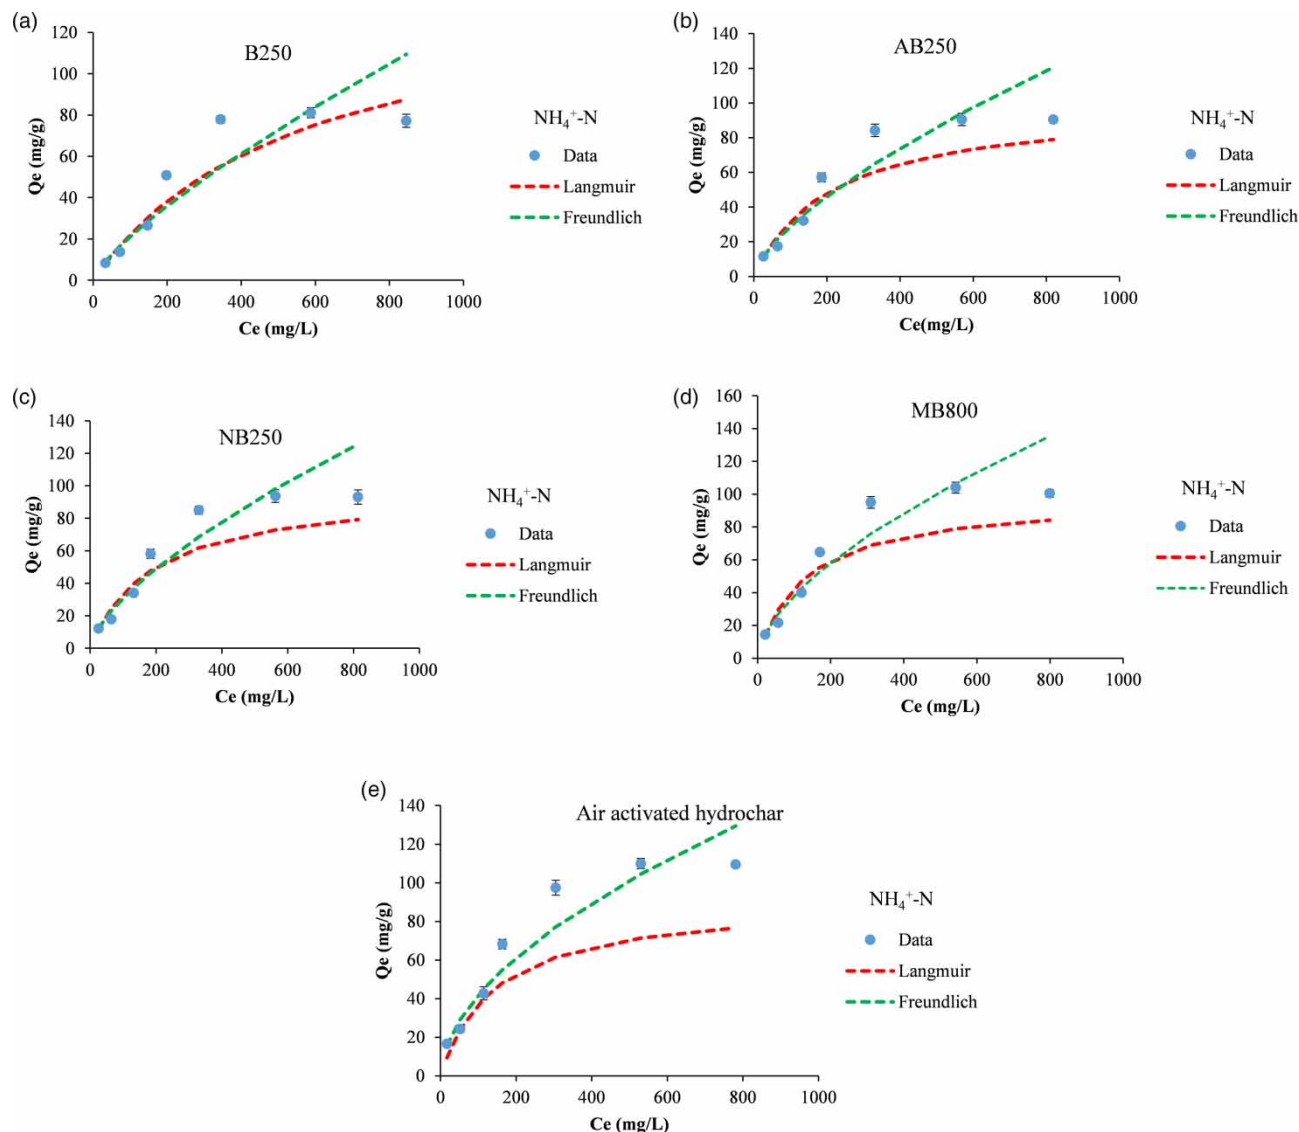 (a)
B250
120
100
80
60
40
20
0
Qe (mg/g)
0 200 400 600 800 1000
Ce (mg/L)
NH₄⁺-N
Data
Langmuir
Freundlich
(b)
AB250
140
120
100
80
60
40
20
0
Qe (mg/g)
0 200 400 600 800 1000
Ce(mg/L)
NH₄⁺-N
Data
Langmuir
Freundlich
(c)
NB250
140
120
100
80
60
40
20
0
Qe (mg/g)
0 200 400 600 800 1000
Ce (mg/L)
NH₄⁺-N
Data
Langmuir
Freundlich
(d)
MB800
160
140
120
100
80
60
40
20
0
Qe (mg/g)
0 200 400 600 800 1000
Ce (mg/L)
NH₄⁺-N
Data
Langmuir
Freundlich
(e)
Air activated hydrochar
140
120
100
80
60
40
20
0
Qe (mg/g)
0 200 400 600 800 1000
Ce (mg/L)
NH₄⁺-N
Data
Langmuir
Freundlich